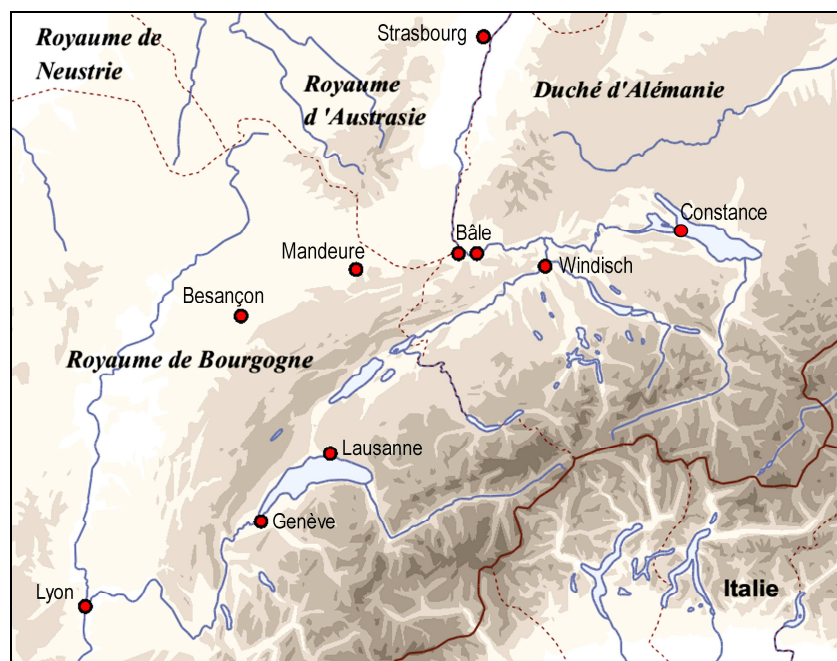 Strasbourg
Royaume de
Neustrie
Royaume
d 'Austrasie
Duché d'Alémanie
Constance
Bâle
Mandeure
Windisch
Besançon
Royaume de Bourgogne
Lausanne
Genève
Lyon
Italie